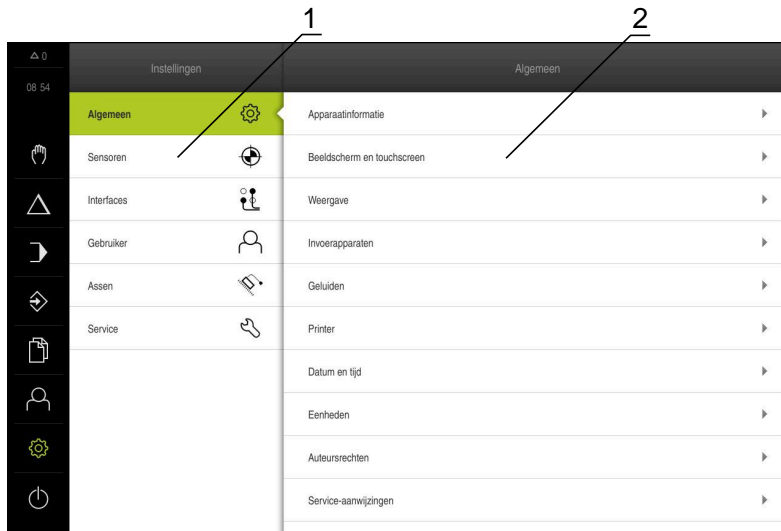 1
2
0
08 54
Instellingen
Algemeen
Algemeen
Sensoren
Interfaces
Gebruiker
Assen
Service
Apparaatinformatie
Beeldscherm en touchscreen
Weergave
Invoerapparaten
Geluiden
Printer
Datum en tijd
Eenheden
Auteursrechten
Service-aanwijzingen